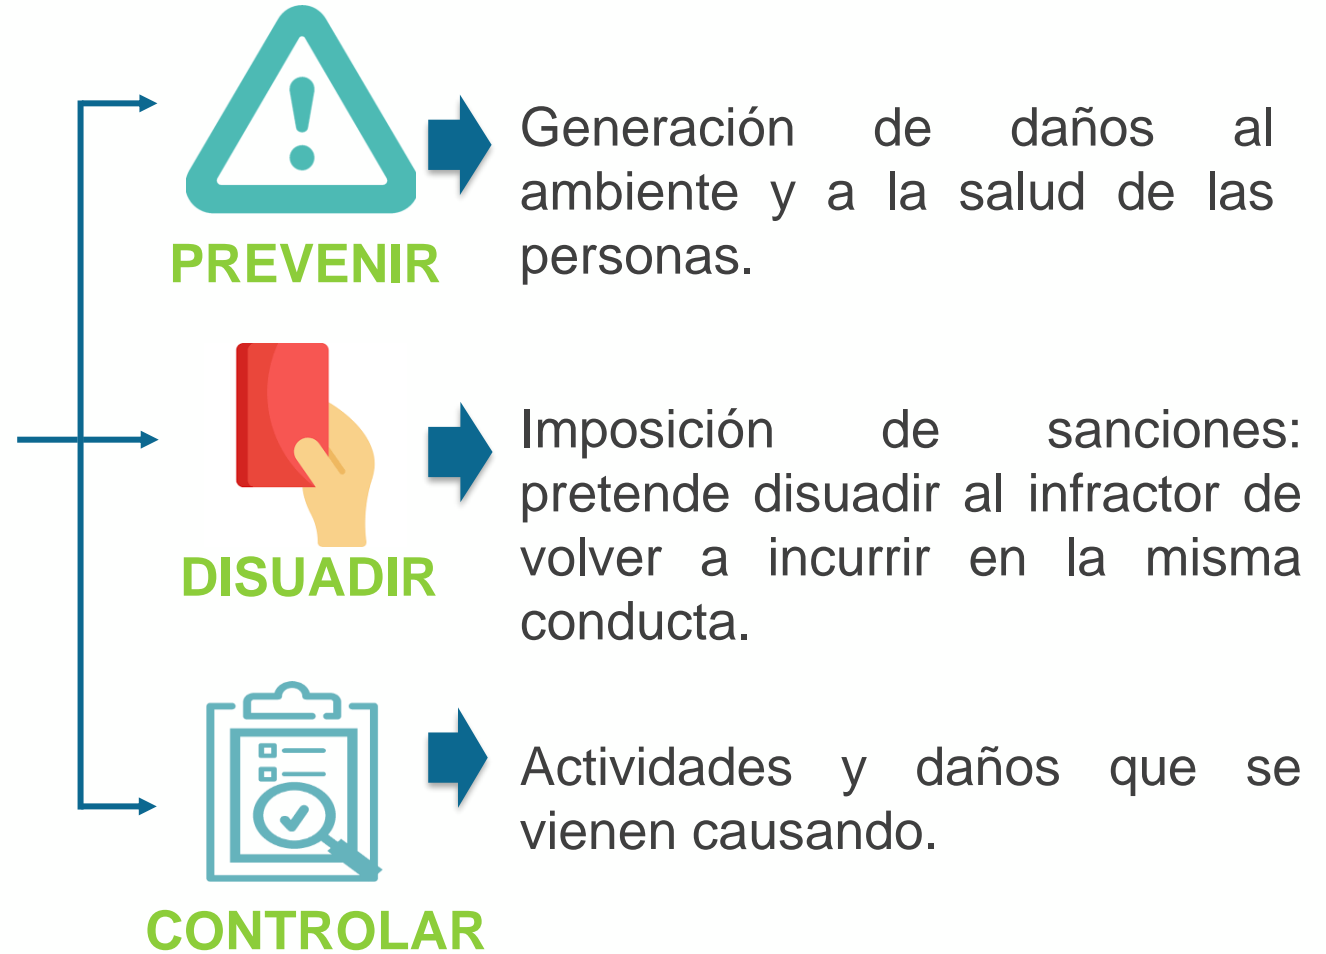 PREVENIR
Generación de daños al
ambiente y a la salud de las
personas.
DISUADIR
Imposición de sanciones:
pretende disuadir al infractor de
volver a incurrir en la misma
conducta.
CONTROLAR
Actividades y daños que se
vienen causando.